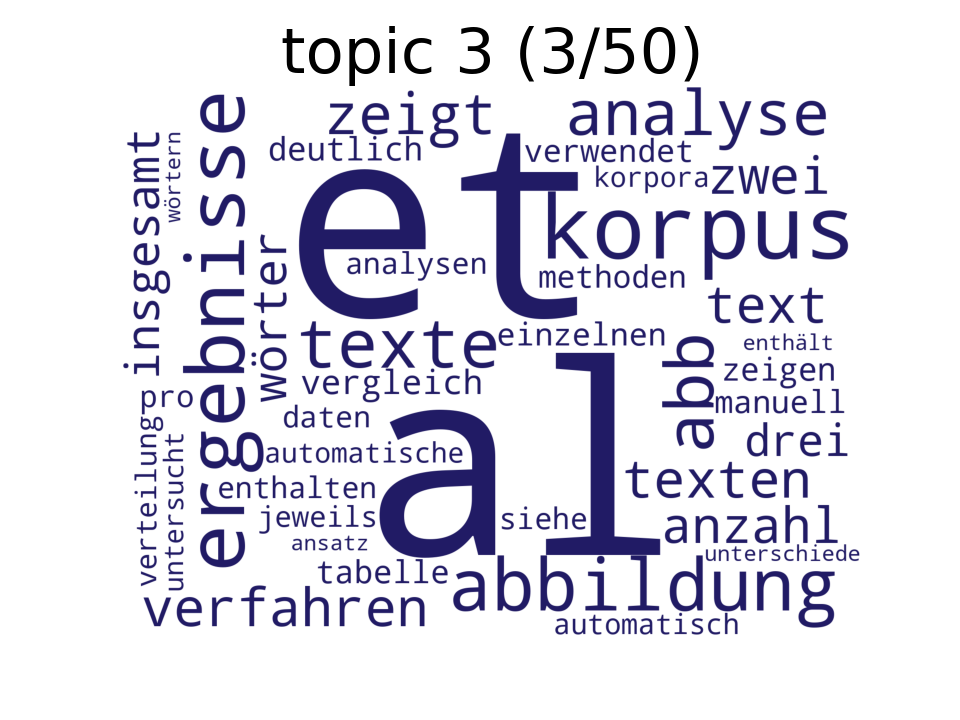 topic 3 (3/50)
zeigt
analyse
deutlich
verwendet
korpora
zwei
insgesamt
wörtern
ergebnisse
et
korpus
wörter
analysen
methoden
text
texte
einzelnen
abb
enthält
zeigen
vergleich
pro
manuell
daten
drei
al
automatische
verteilung
untersucht
enthalten
texten
jeweils
siehe
anzahl
ansatz
unterschiede
tabelle
abbildung
verfahren
automatisch